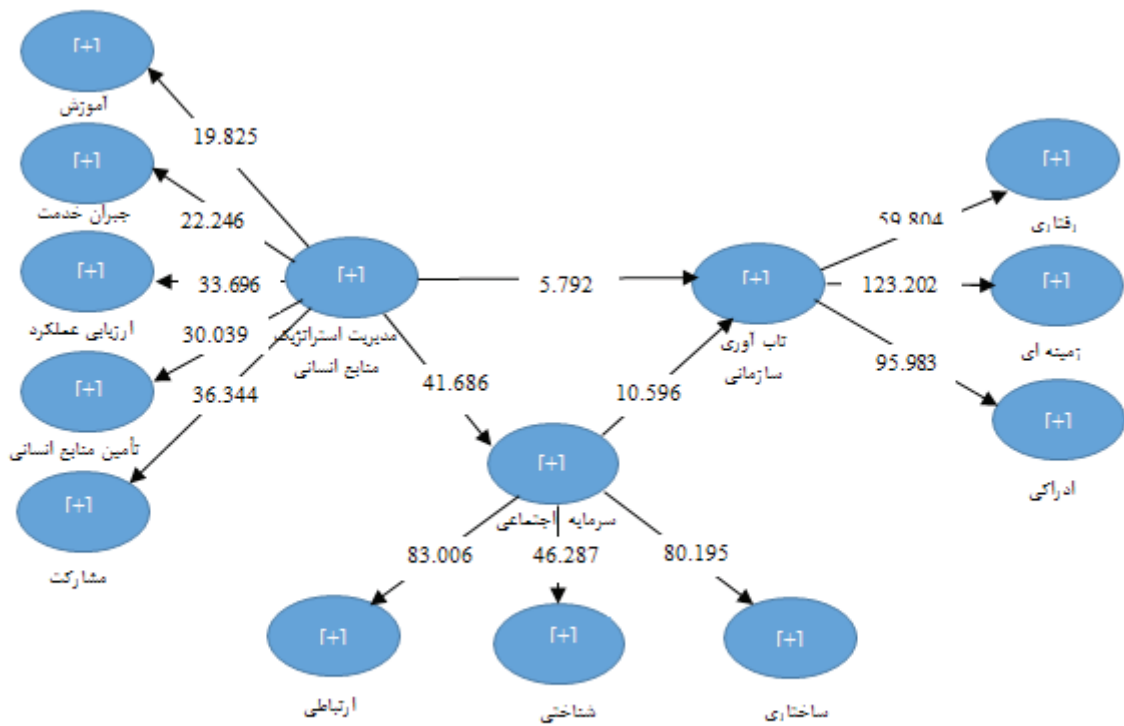 [+]
آموزش
19.825
[+]
جبران خدمت
22.246
[+]
ارزیابی عملکرد
33.696
[+]
تأمین منابع انسانی
30.039
[+]
مشارکت
36.344
[+]
مدیریت استراتژیک
منابع انسانی
5.792
41.686
[+]
تاب آوری
سازمانی
10.596
[+]
سرمایه اجتماعی
59.804
[+]
رفتاری
123.202
[+]
زمینه ای
95.983
[+]
ادراکی
83.006
46.287
80.195
[+]
ارتباطی
[+]
شناختی
[+]
ساختاری